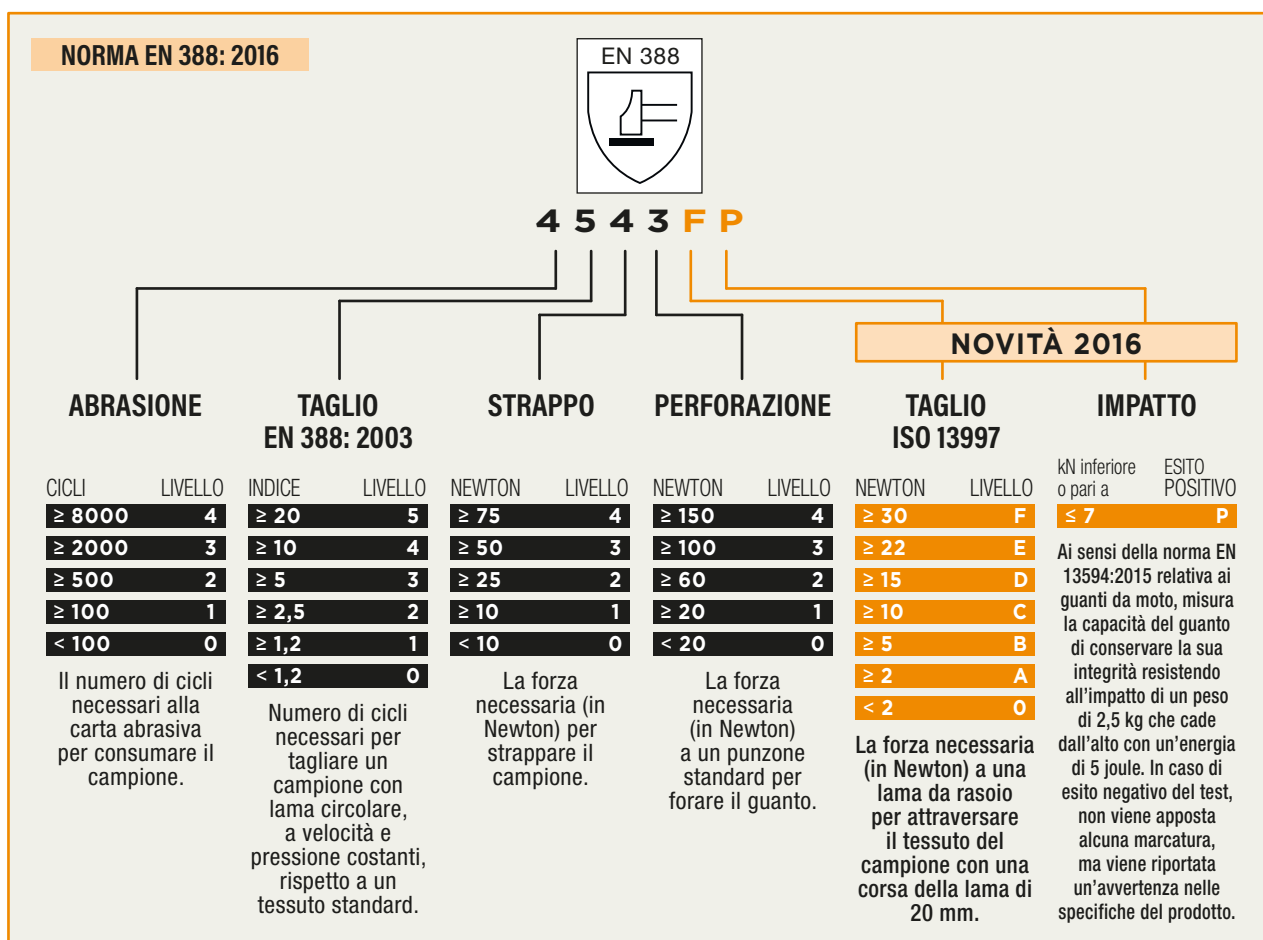 NORMA EN 388: 2016
EN 388
4 5 4 3 F P
NOVITÀ 2016
ABRASIONE
CICLI LIVELLO
≥ 8000 4
≥ 2000 3
≥ 500 2
≥ 100 1
< 100 0
Il numero di cicli
necessari alla
carta abrasiva
per consumare il
campione.
TAGLIO
EN 388: 2003
INDICE LIVELLO
≥ 20 5
≥ 10 4
≥ 5 3
≥ 2,5 2
≥ 1,2 1
< 1,2 0
Numero di cicli
necessari per
tagliare un
campione con
lama circolare,
a velocità e
pressione costanti,
rispetto a un
tessuto standard.
STRAPPO
NEWTON LIVELLO
≥ 75 4
≥ 50 3
≥ 25 2
≥ 10 1
< 10 0
La forza
necessaria (in
Newton) per
strappare il
campione.
PERFORAZIONE
NEWTON LIVELLO
≥ 150 4
≥ 100 3
≥ 60 2
≥ 20 1
< 20 0
La forza
necessaria
(in Newton)
a un punzone
standard per
forare il guanto.
TAGLIO
ISO 13997
NEWTON LIVELLO
≥ 30 F
≥ 22 E
≥ 15 D
≥ 10 C
≥ 5 B
≥ 2 A
< 2 0
La forza necessaria
(in Newton) a una
lama da rasoio
per attraversare
il tessuto del
campione con una
corsa della lama di
20 mm.
IMPATTO
kN inferiore ESITO
o pari a POSITIVO
≤ 7 P
Ai sensi della norma EN
13594:2015 relativa ai
guanti da moto, misura
la capacità del guanto
di conservare la sua
integrità resistendo
all'impatto di un peso
di 2,5 kg che cade
dall'alto con un'energia
di 5 joule. In caso di
esito negativo del test,
non viene apposta
alcuna marcatura,
ma viene riportata
un'avvertenza nelle
specifiche del prodotto.